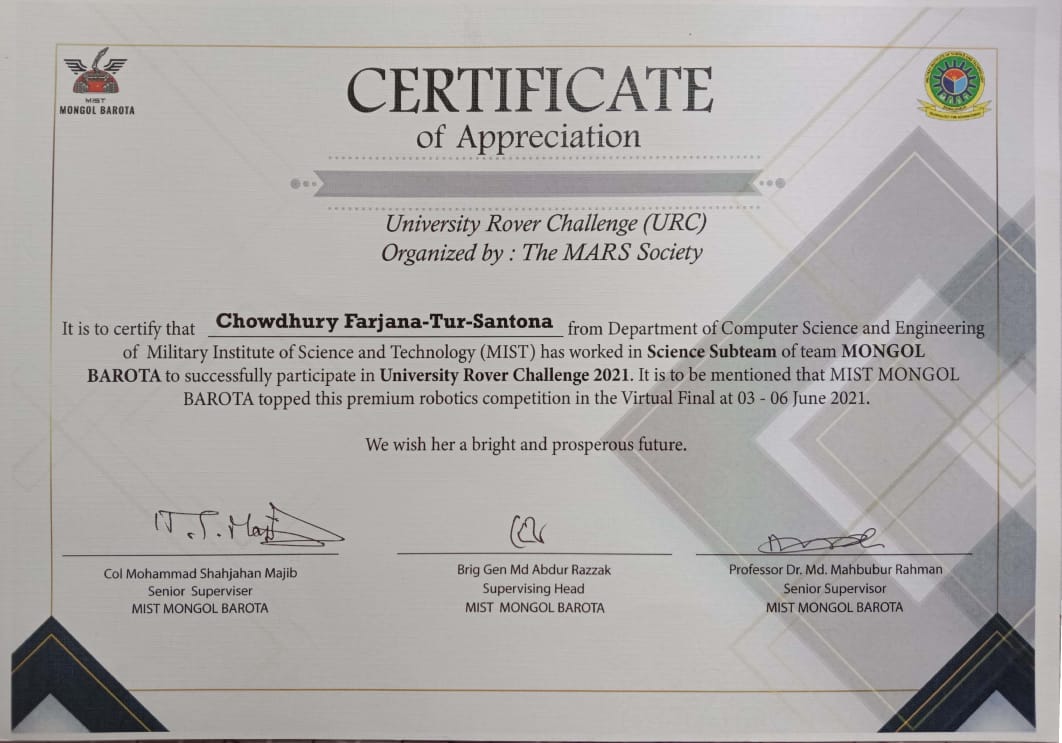 MIST
MONGOL BAROTA
CERTIFICATE
of Appreciation
University Rover Challenge (URC)
Organized by : The MARS Society
It is to certify that Chowdhury Farjana-Tur-Santona from Department of Computer Science and Engineering
of Military Institute of Science and Technology (MIST) has worked in Science Subteam of team MONGOL
BAROTA to successfully participate in University Rover Challenge 2021. It is to be mentioned that MIST MONGOL
BAROTA topped this premium robotics competition in the Virtual Final at 03 - 06 June 2021.
We wish her a bright and prosperous future.
Col Mohammad Shahjahan Majib
Senior Superviser
MIST MONGOL BAROTA
Brig Gen Md Abdur Razzak
Supervising Head
MIST MONGOL BAROTA
Professor Dr. Md. Mahbubur Rahman
Senior Supervisor
MIST MONGOL BAROTA